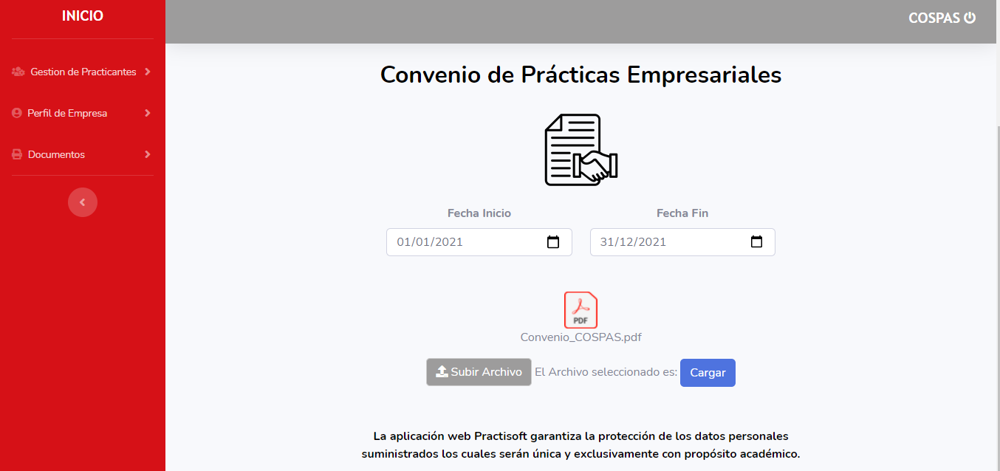 INICIO
COSPAS
Gestion de Practicantes
Perfil de Empresa
Documentos
Convenio de Prácticas Empresariales
Fecha Inicio
Fecha Fin
01/01/2021
31/12/2021
PDF
Convenio_COSPAS.pdf
Subir Archivo El Archivo seleccionado es: Cargar
La aplicación web Practisoft garantiza la protección de los datos personales
suministrados los cuales serán única y exclusivamente con propósito académico.